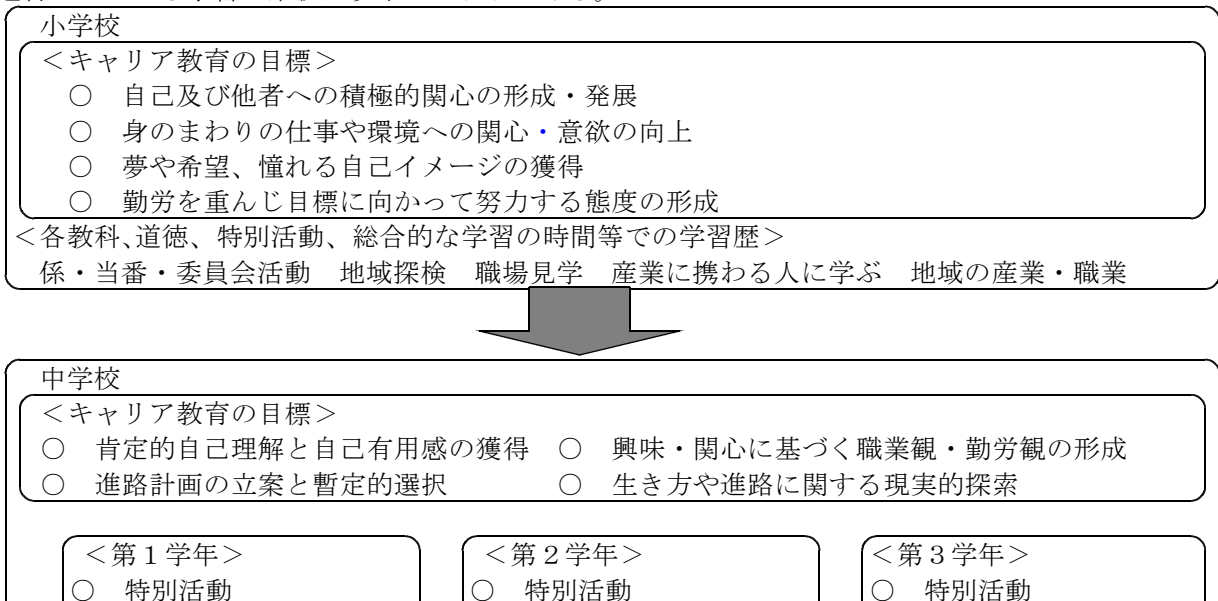 小学校
＜キャリア教育の目標＞
○ 自己及び他者への積極的関心の形成・発展
○ 身のまわりの仕事や環境への関心・意欲の向上
○ 夢や希望、憧れる自己イメージの獲得
○ 勤労を重んじ目標に向かって努力する態度の形成
＜各教科、道徳、特別活動、総合的な学習の時間等での学習歴＞
係・当番・委員会活動 地域探検 職場見学 産業に携わる人に学ぶ 地域の産業・職業
中学校
＜キャリア教育の目標＞
○ 肯定的自己理解と自己有用感の獲得 ○ 興味・関心に基づく職業観・勤労観の形成
○ 進路計画の立案と暫定的選択 ○ 生き方や進路に関する現実的探索
＜第１学年＞ ＜第２学年＞ ＜第３学年＞
○ 特別活動 ○ 特別活動 ○ 特別活動